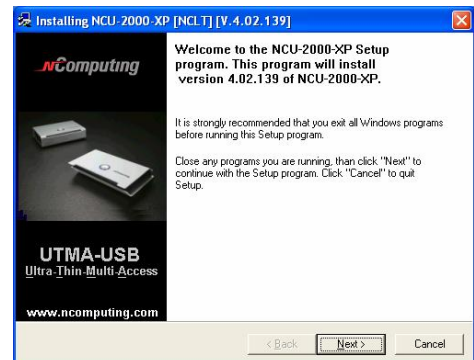 Installing NCU-2000-XP [NCLT] [V.4.02.139]
NComputing
Welcome to the NCU-2000-XP Setup
program. This program will install
version 4.02.139 of NCU-2000-XP.
It is strongly recommended that you exit all Windows programs
before running this Setup program.
Close any programs you are running, than click "Next" to
continue with the Setup program. Click "Cancel" to quit
Setup.
UTMA-USB
Ultra-Thin-Multi-Access
www.ncomputing.com
< Back
Next >
Cancel